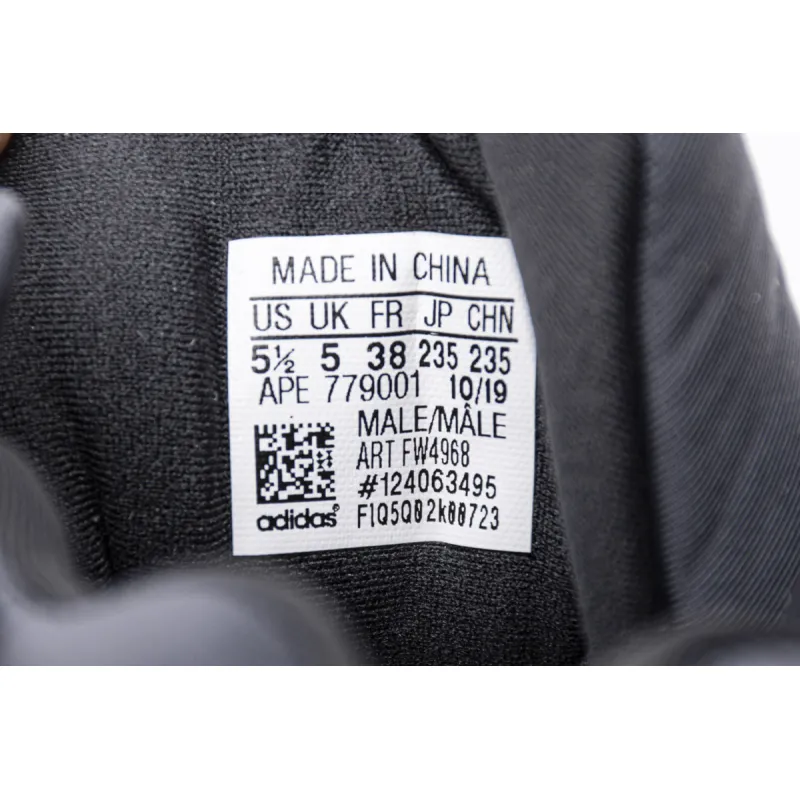 MADE IN CHINA
US UK FR JP CHN
5½ 5 38 235 235
APE 779001 10/19
MALE/MÂLE
ART FW4968
#124063495
adidas® F1Q5Q02k00723